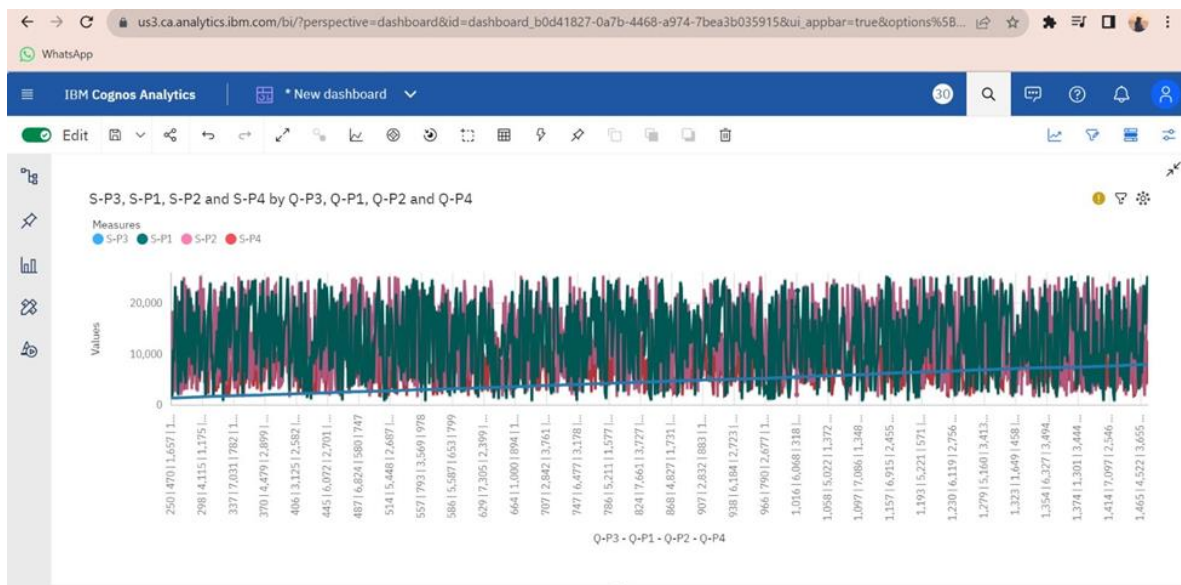 us3.ca.analytics.ibm.com/bi/?perspective=dashboard&id=dashboard_b0d41827-0a7b-4468-a974-7bea3b035915&ui_appbar=true&options%5B...
WhatsApp
IBM Cognos Analytics
* New dashboard
30
Edit
S-P3, S-P1, S-P2 and S-P4 by Q-P3, Q-P1, Q-P2 and Q-P4
Measures
S-P3 S-P1 S-P2 S-P4
Values
20,000
10,000
0
250 | 470 | 1,657 | 1...
298 | 4,115 | 1,175 |...
337 | 7,031 | 782 | 1...
370 | 4,479 | 2,899 |...
406 | 3,125 | 2,582 |...
445 | 6,072 | 2,701 |...
487 | 6,824 | 580 | 747
514 | 5,448 | 2,687 |...
557 | 793 | 3,569 | 978
586 | 5,587 | 653 | 799
629 | 7,305 | 2,399 |...
664 | 1,000 | 894 | 1...
707 | 2,842 | 3,761 |...
747 | 6,477 | 3,178 |...
786 | 5,211 | 1,577 |...
824 | 7,661 | 3,727 |...
868 | 4,827 | 1,731 |...
907 | 2,832 | 883 | 1...
938 | 6,184 | 2,723 |...
966 | 790 | 2,677 | 1...
1,016 | 6,068 | 318 |...
1,058 | 5,022 | 1,372 ...
1,097 | 7,086 | 1,348 ...
1,157 | 6,915 | 2,455 ...
1,193 | 5,221 | 571 |...
1,230 | 6,119 | 2,756 ...
1,279 | 5,160 | 3,413 ...
1,323 | 1,649 | 458 |...
1,354 | 6,327 | 3,494 ...
1,374 | 1,301 | 3,444 ...
1,414 | 7,097 | 2,546 ...
1,465 | 4,522 | 3,655 ...
Q-P3 - Q-P1 - Q-P2 - Q-P4